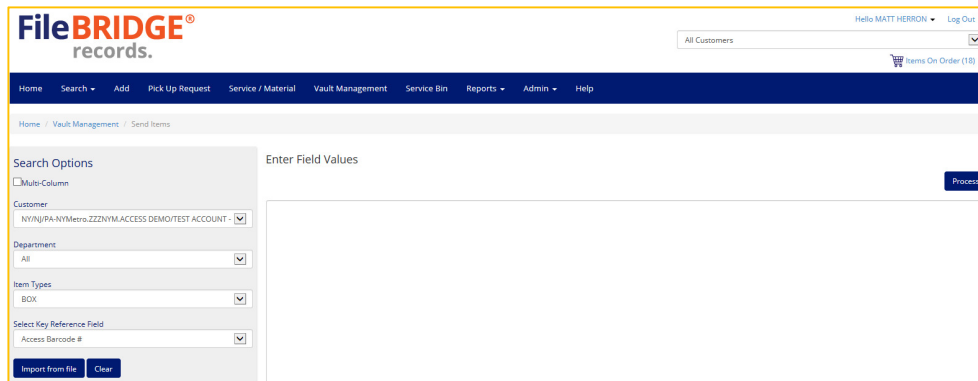 FileBRIDGE®
records.
Hello MATT HERRON Log Out
All Customers
Items On Order (18)
Home Search Add Pick Up Request Service / Material Vault Management Service Bin Reports Admin Help
Home / Vault Management / Send Items
Search Options
Multi-Column
Customer
NY/NJ/PA-NYMetro.ZZZNYM.ACCESS DEMO/TEST ACCOUNT -
Department
All
Item Types
BOX
Select Key Reference Field
Access Barcode #
Import from file Clear
Enter Field Values
Process